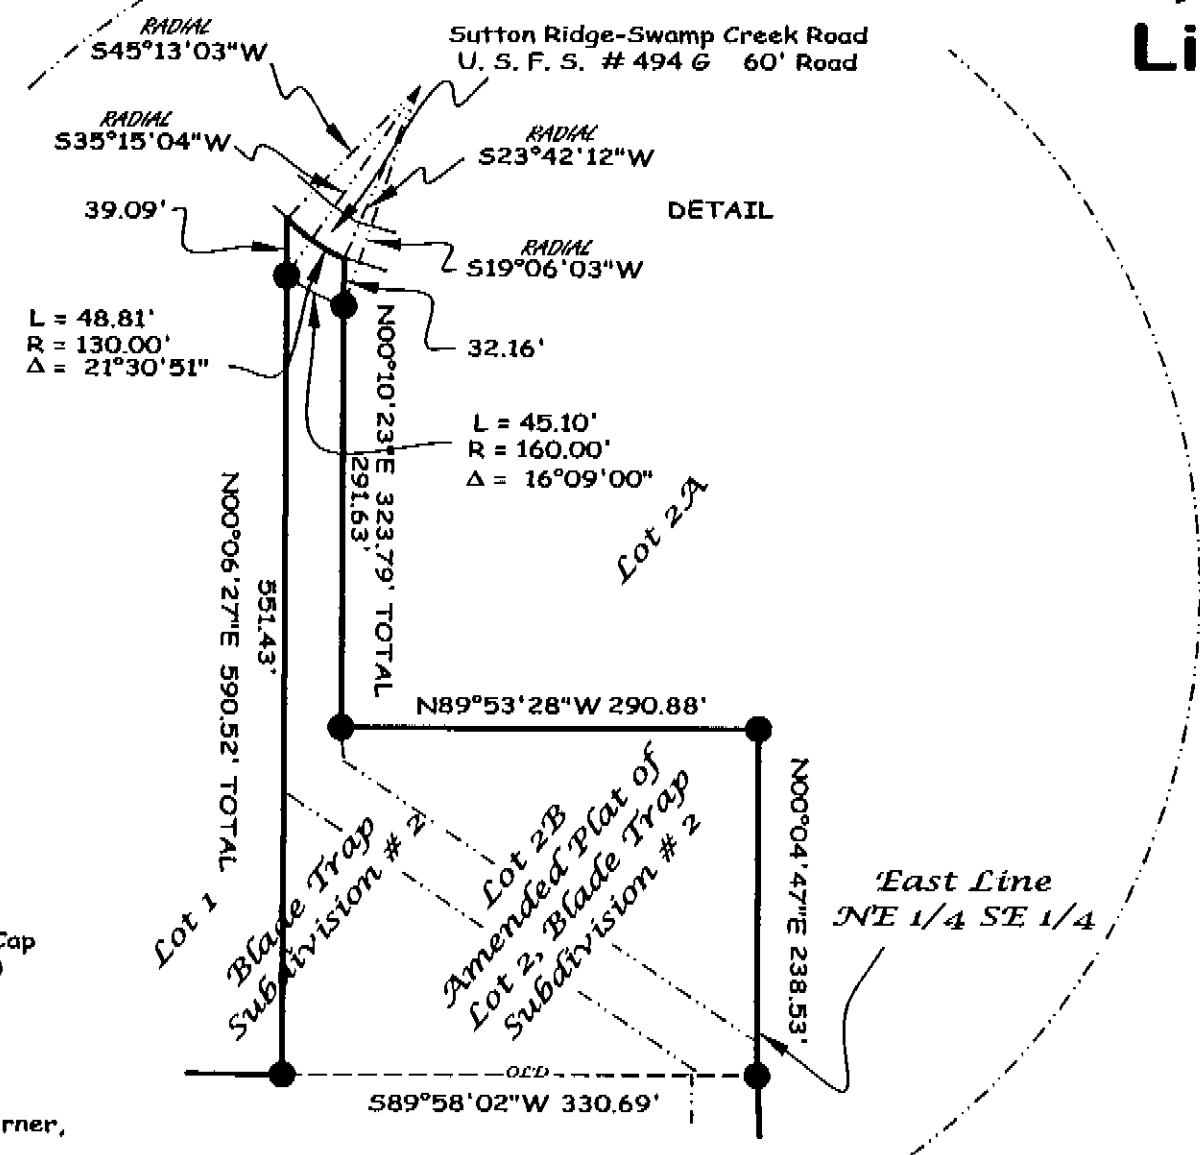 RADIAL
S45°13'03"W
Sutton Ridge-Swamp Creek Road
U. S. F. S. # 494 G 60' Road
Li
RADIAL
S35°15'04"W
RADIAL
S23°42'12"W
39.09'
DETAIL
RADIAL
S19°06'03"W
L = 48.81'
R = 130.00'
Δ = 21°30'51"
32.16'
L = 45.10'
R = 160.00'
Δ = 16°09'00"
N00°10'23"E 323.79' TOTAL
291.63'
N00°06'27"E 590.52' TOTAL
551.43'
Lot 2A
N89°53'28"W 290.88'
Lot 1
Blade Trap
Subdivision # 2
Lot 2B
Amended Plat of
Lot 2, Blade Trap
Subdivision # 2
N00°04'47"E 238.53'
East Line
NE 1/4 SE 1/4
Cap
OLD
S89°58'02"W 330.69'
rner,